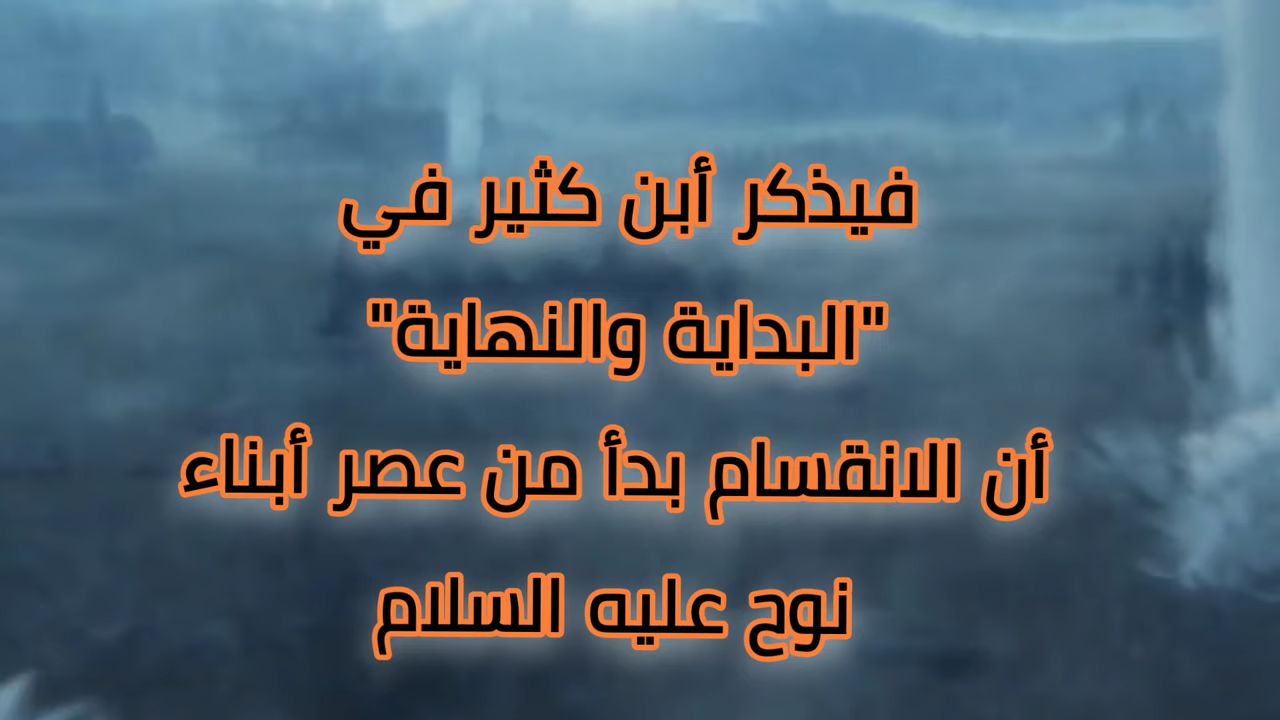 فيذكر أبن كثير في
"البداية والنهاية"
أن الانقسام بدأ من عصر أبناء
نوح عليه السلام